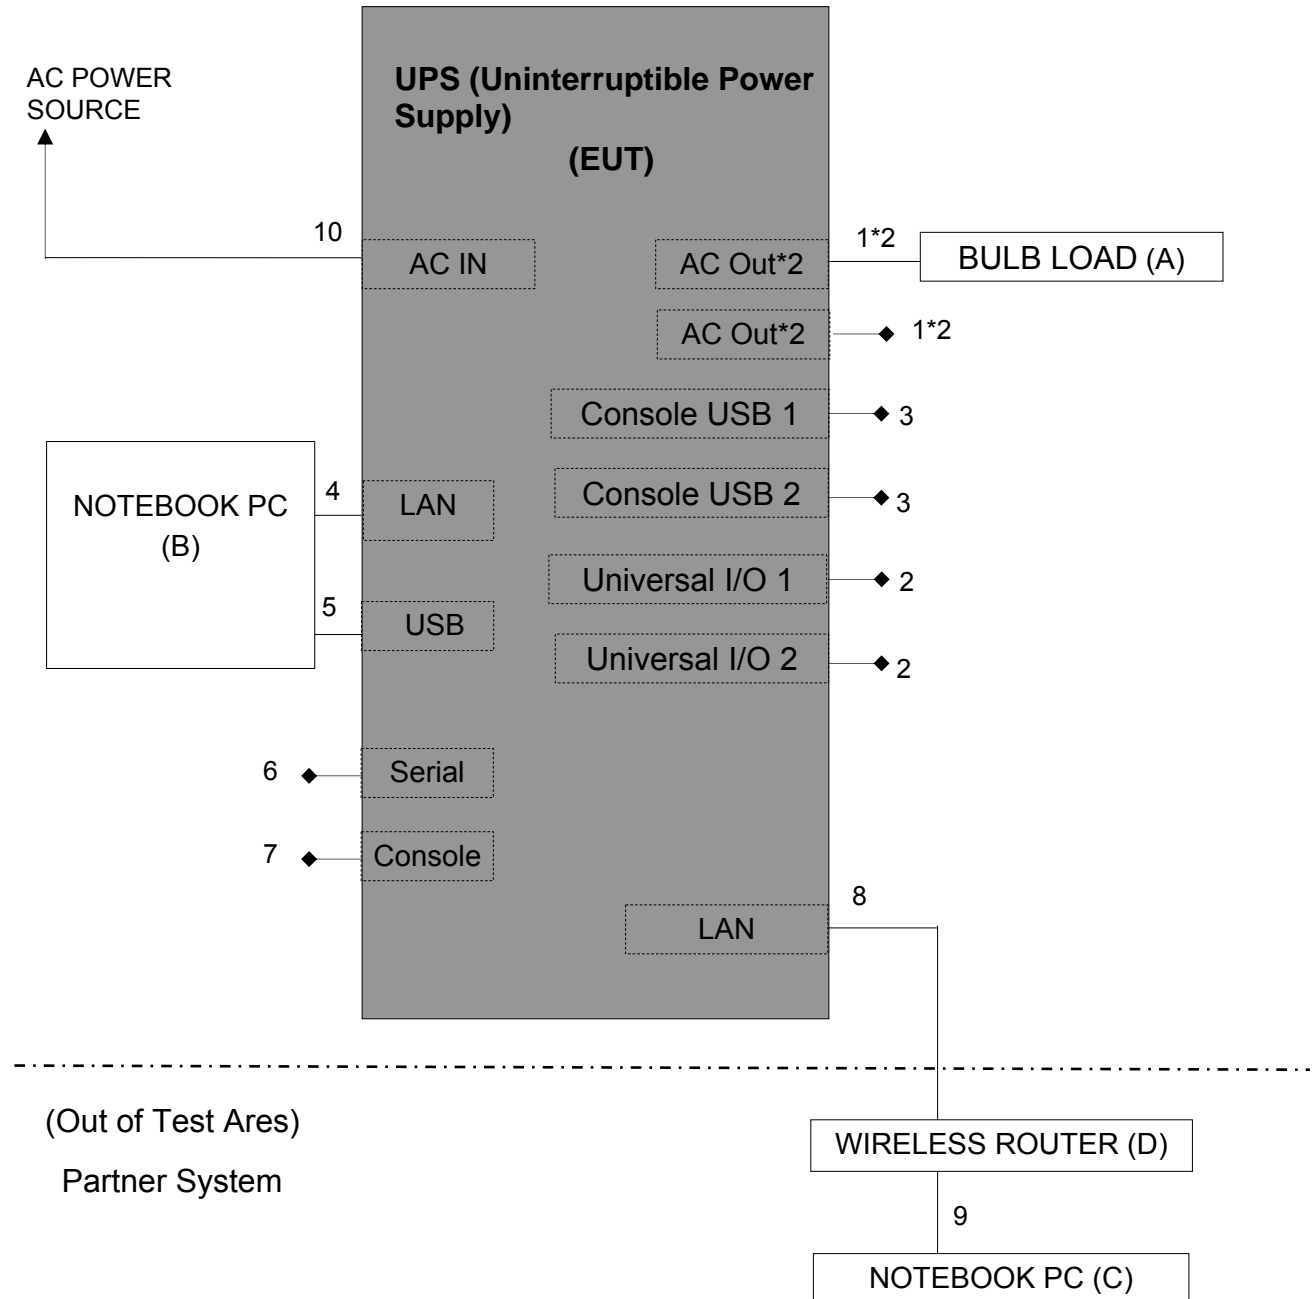 AC POWER
SOURCE
UPS (Uninterruptible Power
Supply)
(EUT)
10
AC IN
AC Out*2
1*2
BULB LOAD (A)
AC Out*2
1*2
Console USB 1
3
NOTEBOOK PC
(B)
4
LAN
Console USB 2
3
Universal I/O 1
2
5
USB
Universal I/O 2
2
6
Serial
7
Console
8
LAN
(Out of Test Ares)
Partner System
WIRELESS ROUTER (D)
9
NOTEBOOK PC (C)